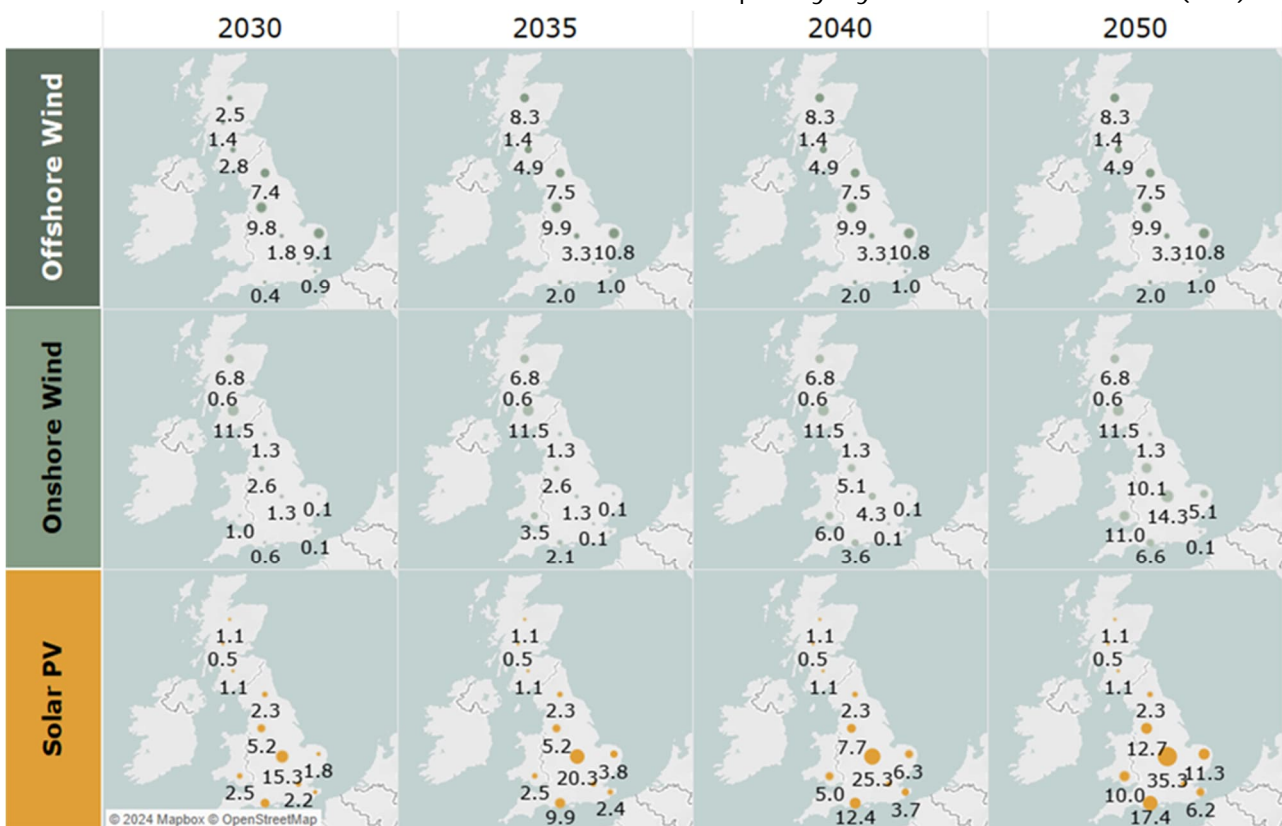 2030 2035 2040 2050
Offshore Wind
2.5 8.3 8.3 8.3
1.4 1.4 1.4 1.4
2.8 4.9 4.9 4.9
7.4 7.5 7.5 7.5
9.8 9.9 9.9 9.9
1.8 9.1 3.3 10.8 3.3 10.8 3.3 10.8
0.4 0.9 2.0 1.0 2.0 1.0 2.0 1.0
Onshore Wind
6.8 6.8 6.8 6.8
0.6 0.6 0.6 0.6
11.5 11.5 11.5 11.5
1.3 1.3 1.3 1.3
2.6 2.6 5.1 10.1
1.3 0.1 1.3 0.1 4.3 0.1 14.3 5.1
1.0 0.1 3.5 0.1 6.0 0.1 11.0 0.1
0.6 2.1 3.6 6.6
Solar PV
1.1 1.1 1.1 1.1
0.5 0.5 0.5 0.5
1.1 1.1 1.1 1.1
2.3 2.3 2.3 2.3
5.2 5.2 7.7 12.7
15.3 1.8 20.3 3.8 25.3 6.3 35.3 11.3
2.5 2.2 2.5 2.4 5.0 3.7 10.0 6.2
9.9 12.4 17.4
© 2024 Mapbox © OpenStreetMap